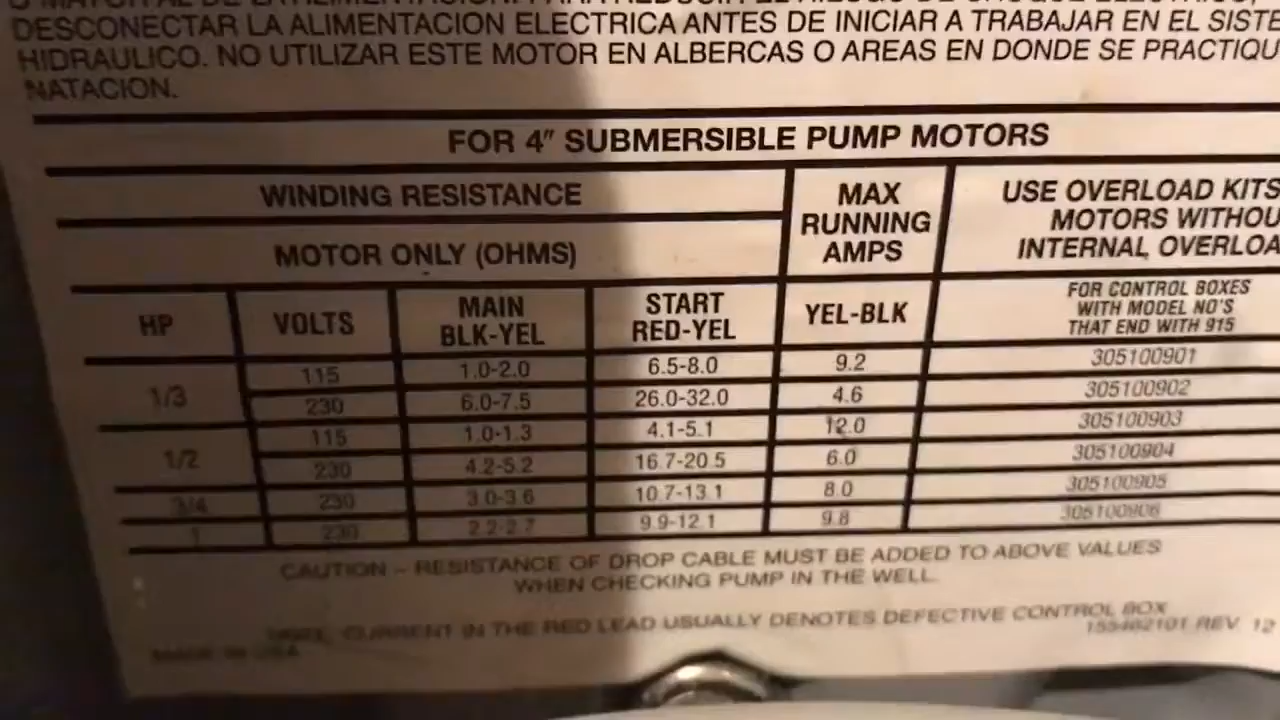 DESCONECTAR LA ALIMENTACION ELECTRICA ANTES DE INICIAR A TRABAJAR EN EL SISTE
HIDRAULICO. NO UTILIZAR ESTE MOTOR EN ALBERCAS O AREAS EN DONDE SE PRACTIQU
NATACION.
FOR 4" SUBMERSIBLE PUMP MOTORS
WINDING RESISTANCE
MOTOR ONLY (OHMS)
MAX
RUNNING
AMPS
USE OVERLOAD KITS
MOTORS WITHOU
INTERNAL OVERLOA
HP VOLTS MAIN BLK-YEL START RED-YEL YEL-BLK
FOR CONTROL BOXES
WITH MODEL NO'S
THAT END WITH 915
1/3 115 1.0-2.0 6.5-8.0 9.2 305100901
230 6.0-7.5 26.0-32.0 4.6 305100902
1/2 115 1.0-1.3 4.1-5.1 12.0 305100903
230 4.2-5.2 16.7-20.5 6.0 305100904
3/4 230 3.0-3.6 10.7-13.1 8.0 305100905
1 230 2.2-2.7 9.9-12.1 9.8 305100906
CAUTION – RESISTANCE OF DROP CABLE MUST BE ADDED TO ABOVE VALUES
WHEN CHECKING PUMP IN THE WELL.
CURRENT IN THE RED LEAD USUALLY DENOTES DEFECTIVE CONTROL BOX
155462101 REV. 12
MADE IN USA